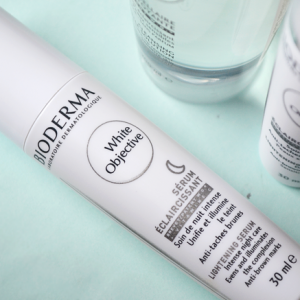 BIODERMA
LABORATOIRE DERMATOLOGIQUE
White
Objective
SÉRUM
ÉCLAIRCISSANT
Soin de nuit intense
Unifie et illumine
le teint
Anti-taches brunes
LIGHTENING SERUM
Intense night care
Evens and illuminates
the complexion
Anti-brown marks
30 ml e